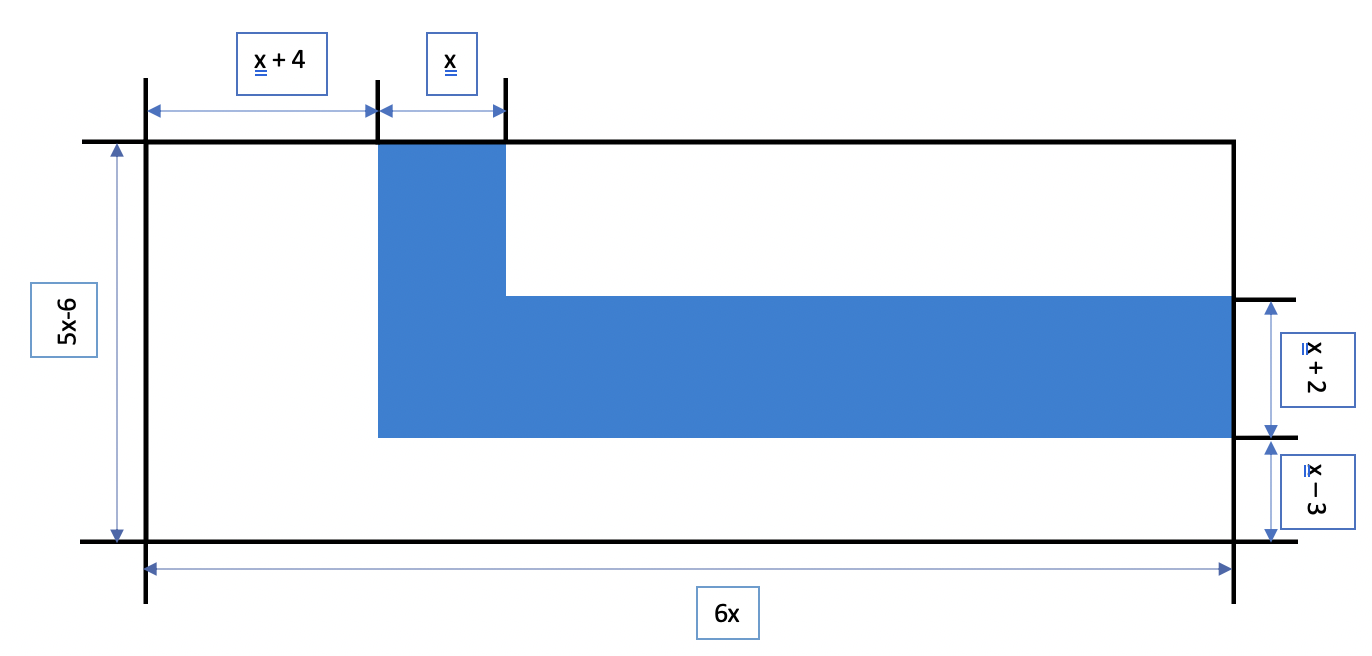 x + 4
x
5x-6
x + 2
x – 3
6x